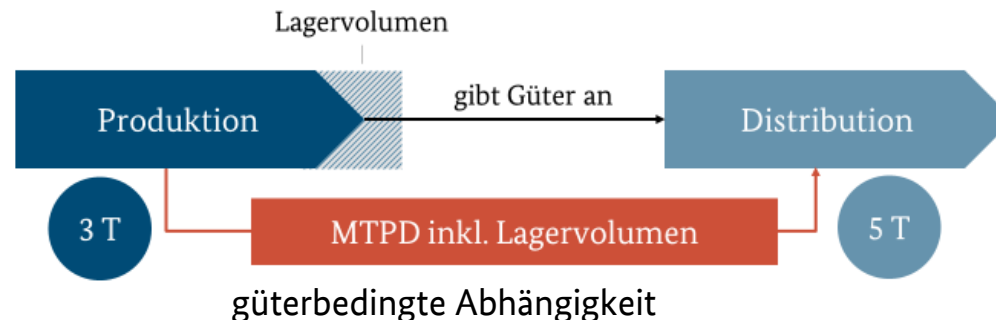 Lagervolumen
Produktion
gibt Güter an
Distribution
3 T
MTPD inkl. Lagervolumen
5 T
güterbedingte Abhängigkeit